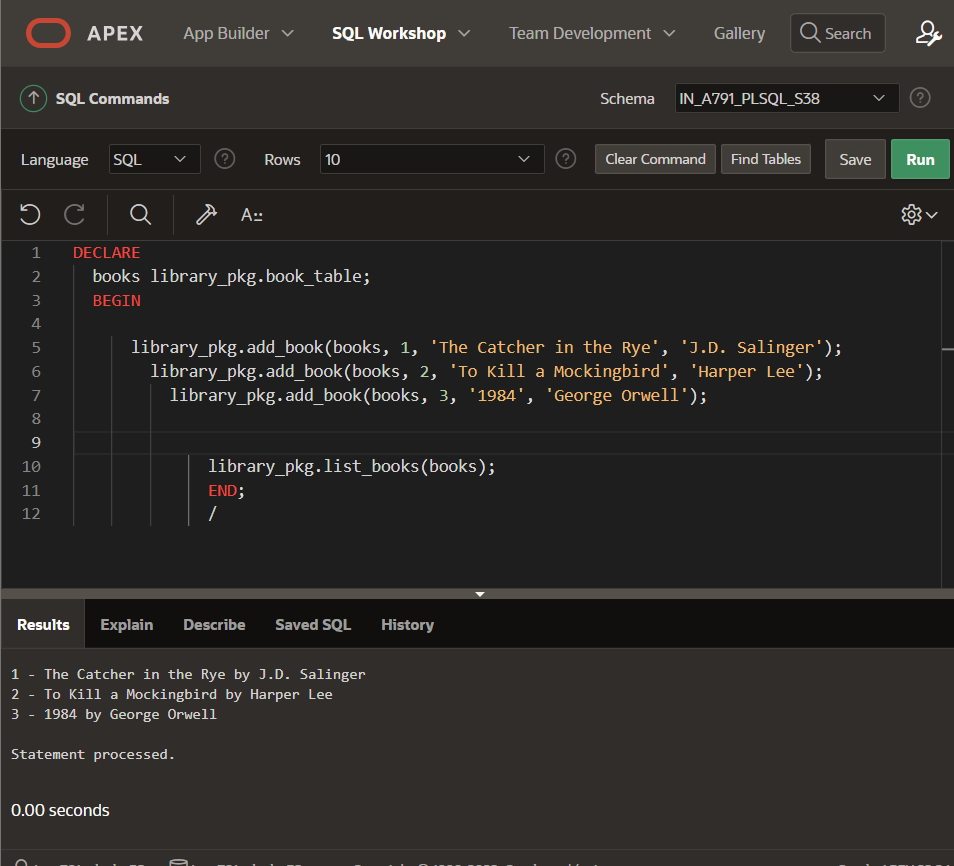 APEX App Builder SQL Workshop Team Development Gallery Search
SQL Commands Schema IN_A791_PLSQL_S38 ?
Language SQL ? Rows 10 ? Clear Command Find Tables Save Run
A::
1 DECLARE
2 books library_pkg.book_table;
3 BEGIN
4
5 library_pkg.add_book(books, 1, 'The Catcher in the Rye', 'J.D. Salinger');
6 library_pkg.add_book(books, 2, 'To Kill a Mockingbird', 'Harper Lee');
7 library_pkg.add_book(books, 3, '1984', 'George Orwell');
8
9
10 library_pkg.list_books(books);
11 END;
12 /
Results Explain Describe Saved SQL History
1 - The Catcher in the Rye by J.D. Salinger
2 - To Kill a Mockingbird by Harper Lee
3 - 1984 by George Orwell
Statement processed.
0.00 seconds